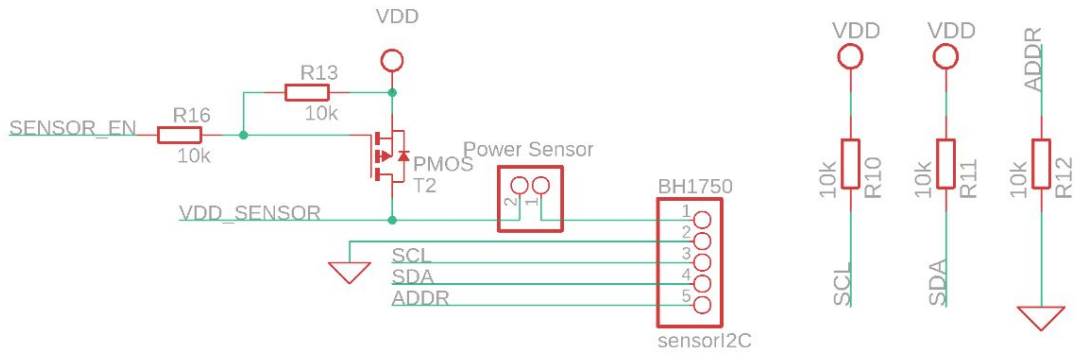 VDD
R13
10k
SENSOR_EN
R16
10k
PMOS
T2
Power Sensor
2
1
VDD_SENSOR
BH1750
1
2
3
4
5
SCL
SDA
ADDR
sensorI2C
VDD
10k
R10
SCL
VDD
10k
R11
SDA
ADDR
10k
R12